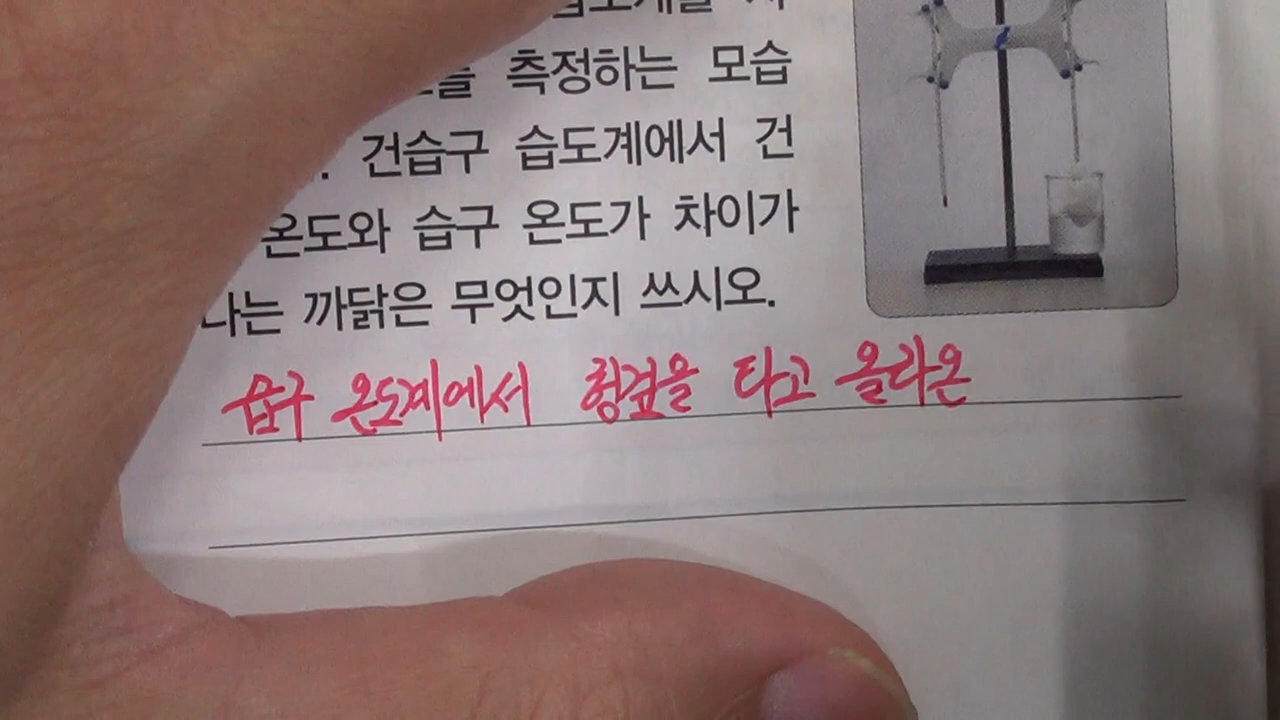 측정하는 모습
건습구 습도계에서 건
온도와 습구 온도가 차이가
나는 까닭은 무엇인지 쓰시오.
습구 온도계에서 헝겊을 타고 올라온